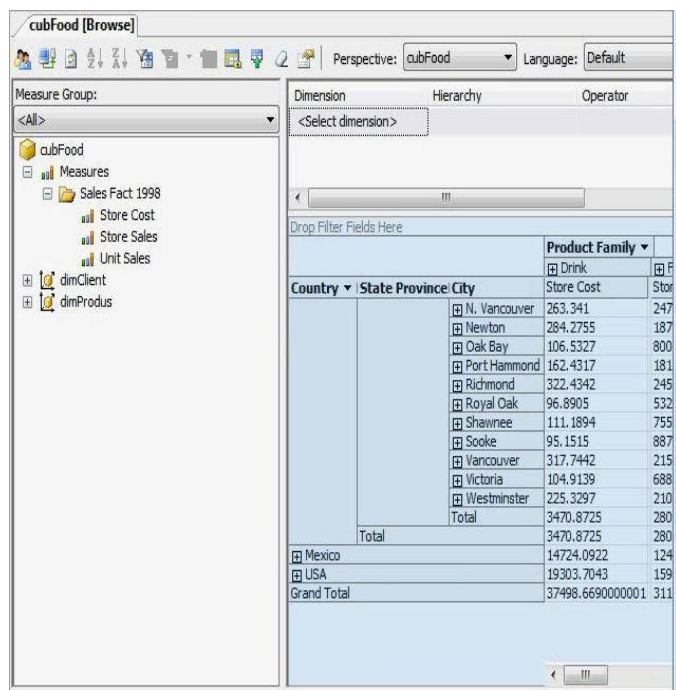 cubFood [Browse]
Perspective: cubFood Language: Default
Measure Group:
<All>
cubFood
Measures
Sales Fact 1998
Store Cost
Store Sales
Unit Sales
dimClient
dimProdus
Dimension Hierarchy Operator
<Select dimension>
Drop Filter Fields Here
Product Family
Drink F
Country State Province City Store Cost Stor
N. Vancouver 263.341 247
Newton 284.2755 187
Oak Bay 106.5327 800
Port Hammond 162.4317 181
Richmond 322.4342 245
Royal Oak 96.8905 532
Shawnee 111.1894 755
Sooke 95.1515 887
Vancouver 317.7442 215
Victoria 104.9139 688
Westminster 225.3297 210
Total 3470.8725 280
Total 3470.8725 280
Mexico 14724.0922 124
USA 19303.7043 159
Grand Total 37498.6690000001 311